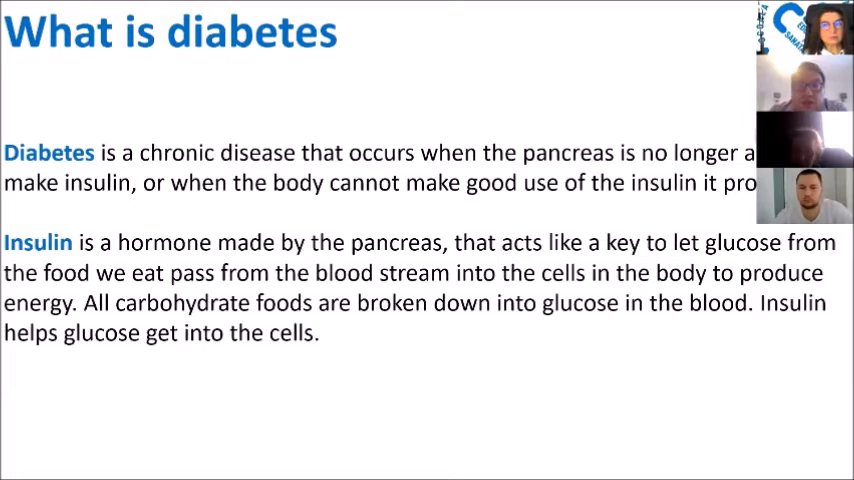 What is diabetes
Diabetes is a chronic disease that occurs when the pancreas is no longer
make insulin, or when the body cannot make good use of the insulin it
Insulin is a hormone made by the pancreas, that acts like a key to let glucose from
the food we eat pass from the blood stream into the cells in the body to produce
energy. All carbohydrate foods are broken down into glucose in the blood. Insulin
helps glucose get into the cells.